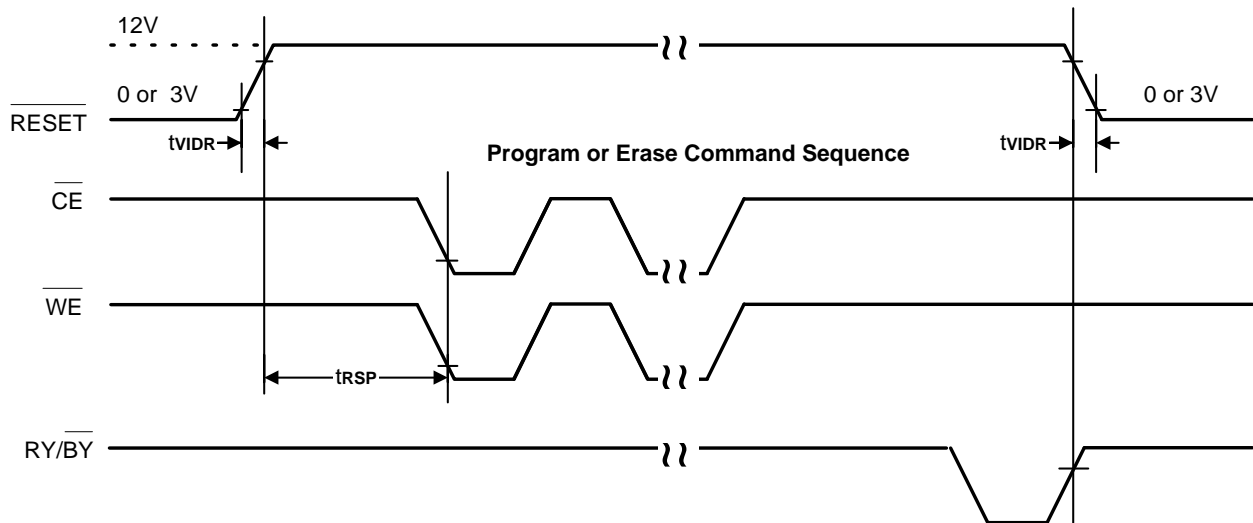 12V
0 or 3V
0 or 3V
RESET
tVIDR
tVIDR
Program or Erase Command Sequence
CE
WE
tRSP
RY/BY